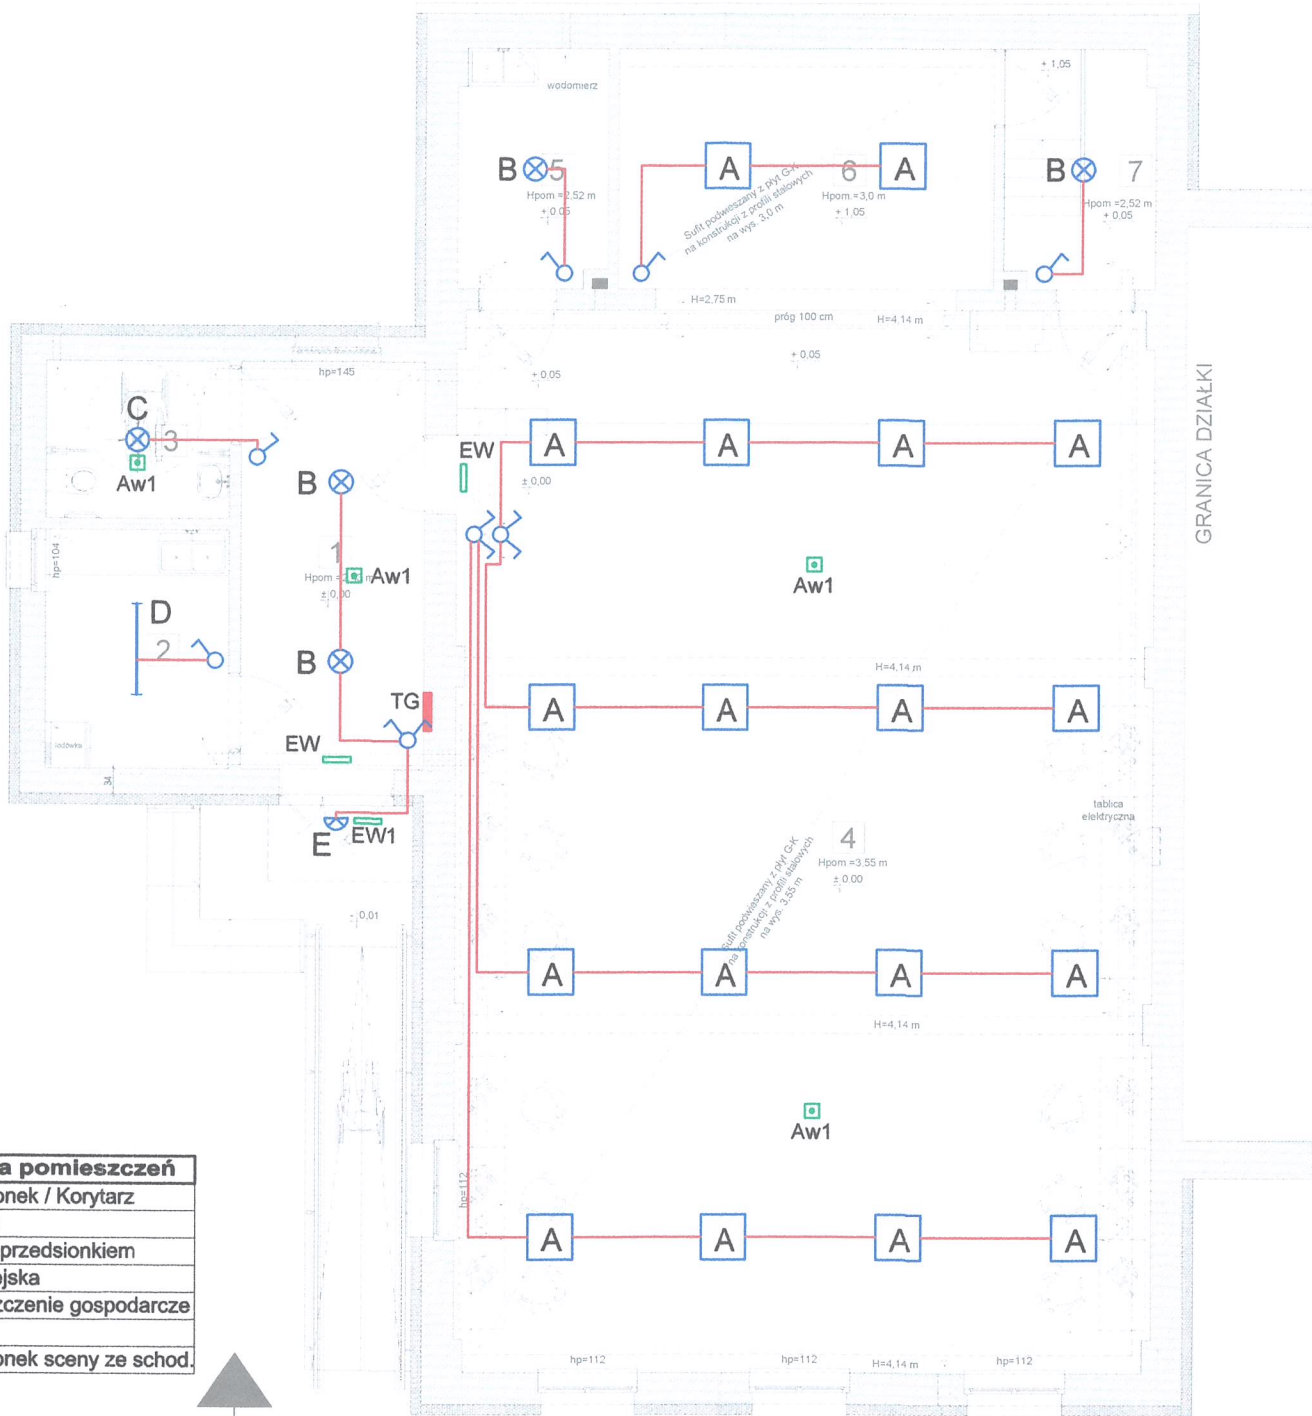 ± 1,05
wodomierz
B
5
Hpom =2,52 m
+ 0,05
A
6
A
Hpom =3,0 m
+ 1,05
Sufit podwieszany z płyt G-K
na konstrukcji z profili stalowych
na wys. 3,0 m
B
7
Hpom =2,52 m
+ 0,05
H=2,75 m
próg 100 cm
H=4,14 m
+ 0,05
+ 0,05
hp=145
GRANICA DZIAŁKI
C
3
Aw1
EW
A
A
A
A
± 0,00
B
hp=104
1
Aw1
± 0,00
Aw1
D
2
B
H=4,14 m
TG
A
A
A
A
EW
lodówka
34
E
EW1
tablica
elektryczna
4
Hpom =3,55 m
± 0,00
Sufit podwieszany z płyt G-K
na konstrukcji z profili stalowych
na wys. 3,55 m
- 0,01
A
A
A
A
H=4,14 m
Aw1
hp=112
A
A
A
A
a pomieszczeń
onek / Korytarz
przedsionkiem
ejska
zczenie gospodarcze
onek sceny ze schod.
hp=112
hp=112
H=4,14 m
hp=112